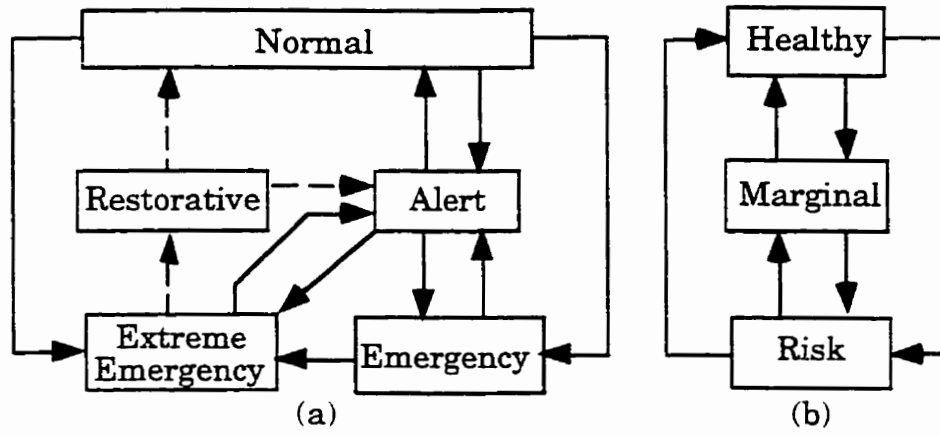 Normal
Restorative
Alert
Extreme
Emergency
Emergency
(a)
Healthy
Marginal
Risk
(b)